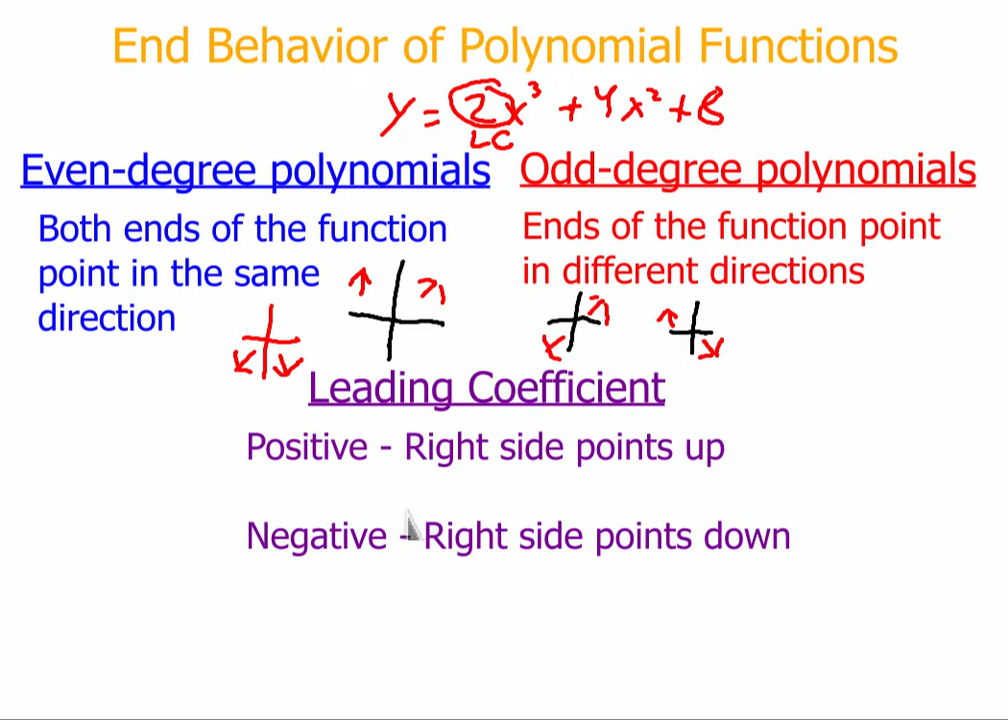 End Behavior of Polynomial Functions
y = 2x³ + 4x² + 8
LC
Even-degree polynomials
Both ends of the function
point in the same
direction
Odd-degree polynomials
Ends of the function point
in different directions
Leading Coefficient
Positive - Right side points up
Negative - Right side points down